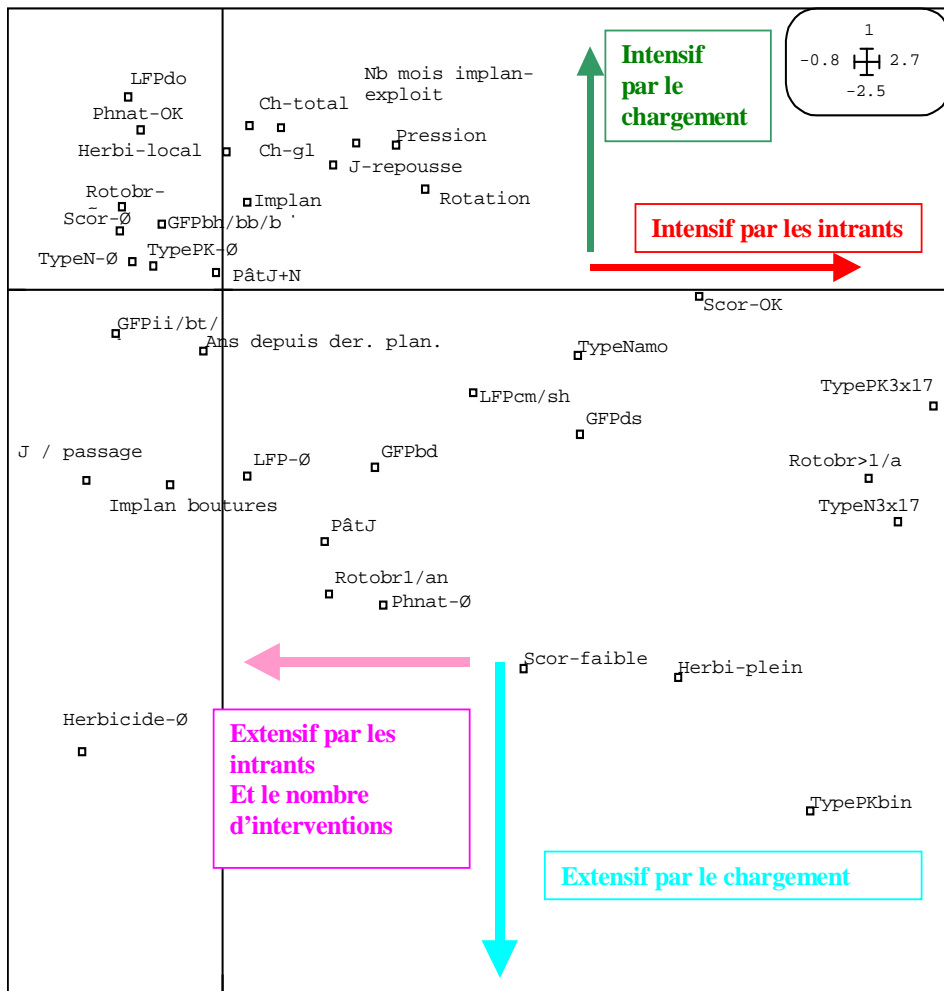 1
-0.8 2.7
-2.5
Intensif
par le
chargement
Nb mois implan-
exploit
LFPdo
Ch-total
Phnat-OK
Pression
Herbi-local
Ch-gl
J-repousse
Rotobr-
Implan
Rotation
Scor-Ø
GFPbh/bb/b
Intensif par les intrants
TypeN-Ø
TypePK-Ø
PâtJ+N
Scor-OK
GFPii/bt/
Ans depuis der. plan.
TypeNamo
TypePK3x17
LFPcm/sh
GFPds
J / passage
LFP-Ø
GFPbd
Rotobr>1/a
Implan boutures
TypeN3x17
PâtJ
Rotobr1/an
Phnat-Ø
Scor-faible
Herbi-plein
Herbicide-Ø
Extensif par les
intrants
Et le nombre
d’interventions
TypePKbin
Extensif par le chargement